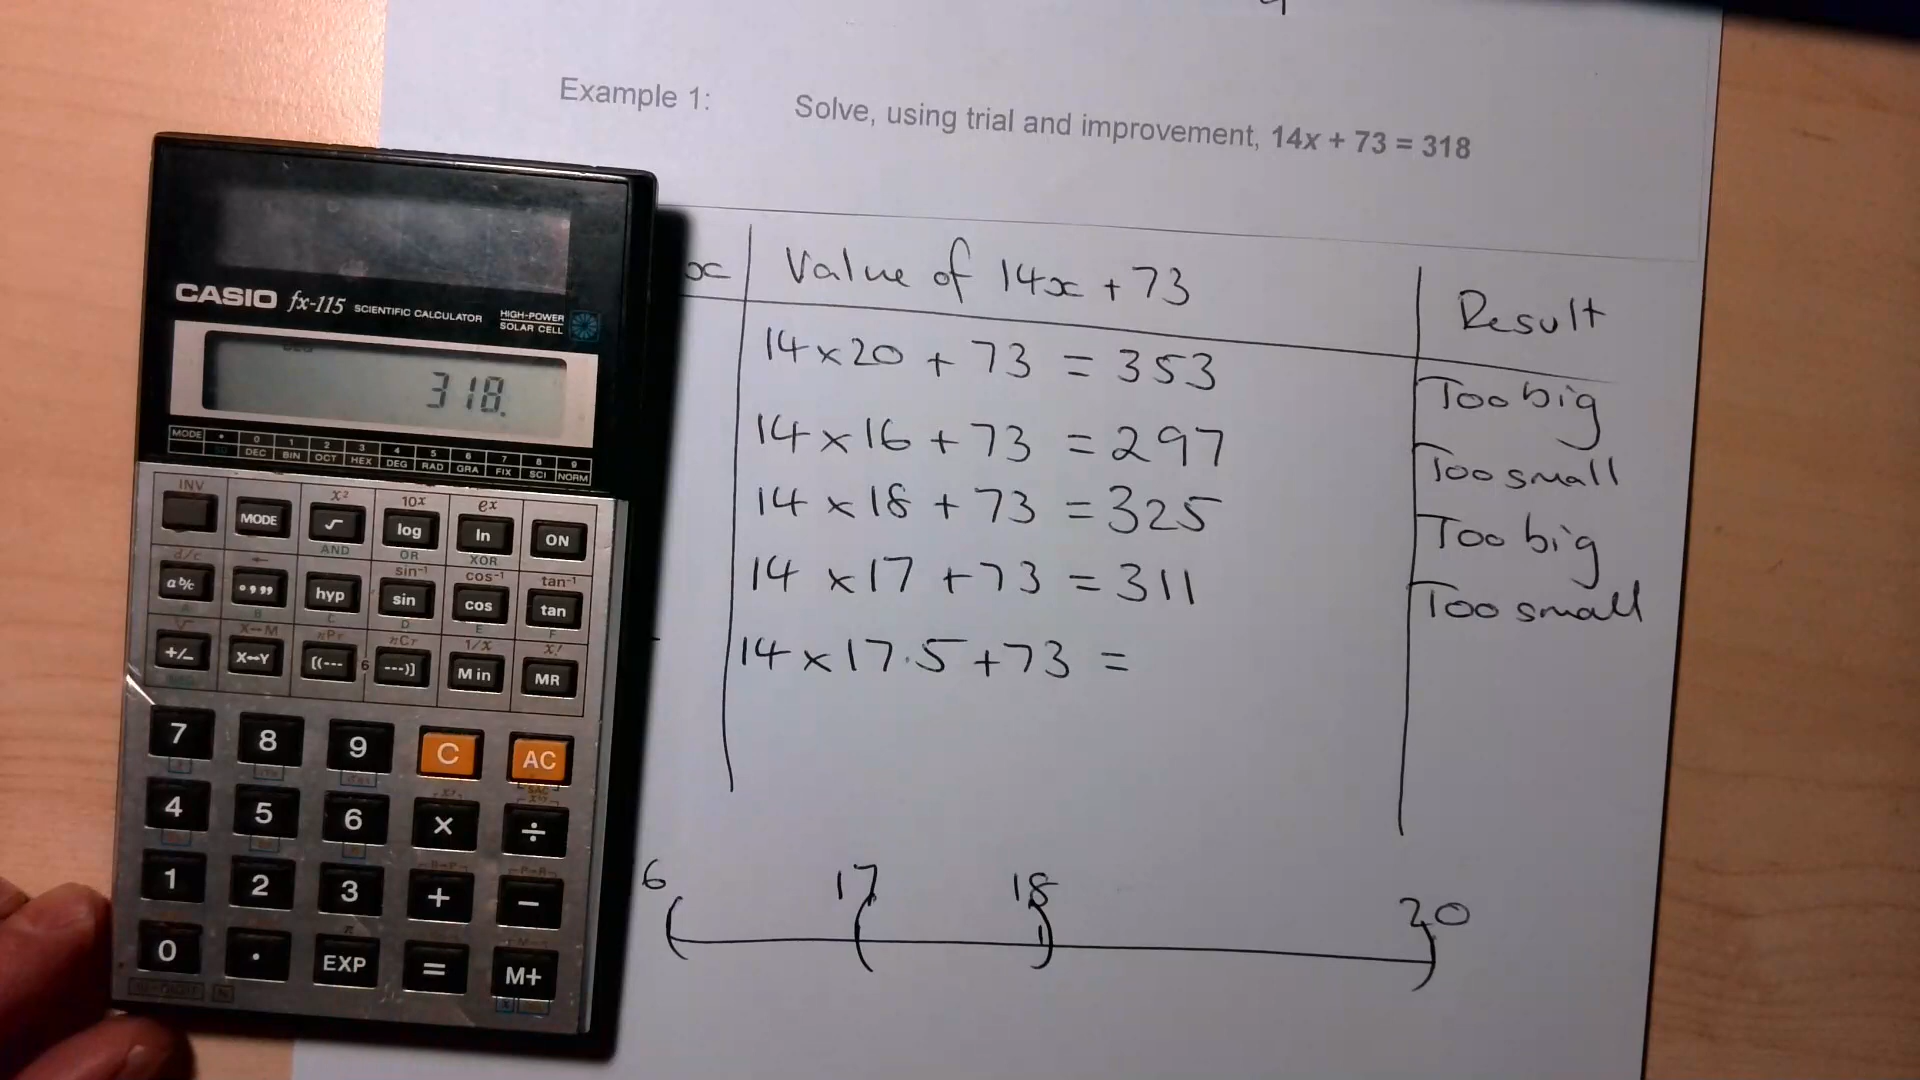 Example 1: Solve, using trial and improvement, 14x + 73 = 318
x Value of 14x + 73 Result
14 x 20 + 73 = 353 Too big
14 x 16 + 73 = 297 Too small
14 x 18 + 73 = 325 Too big
14 x 17 + 73 = 311 Too small
14 x 17.5 + 73 =
6 17 18 20
CASIO fx-115 SCIENTIFIC CALCULATOR HIGH-POWER SOLAR CELL
318.
MODE • 0 1 2 3 4 5 6 7 8 9
SD DEC BIN OCT HEX DEG RAD GRA FIX SCI NORM
INV x² 10x ex
MODE √ log ln ON
AND OR XOR
d/c ← sin-1 cos-1 tan-1
a b/c °,,, hyp sin cos tan
A B C D E F
X↔M nPr nCr 1/x x!
+/- X↔Y [(--- 6 ---)] Min MR
7 8 9 C AC
4 5 6 × ÷
1 2 3 + −
π
0 • EXP = M+